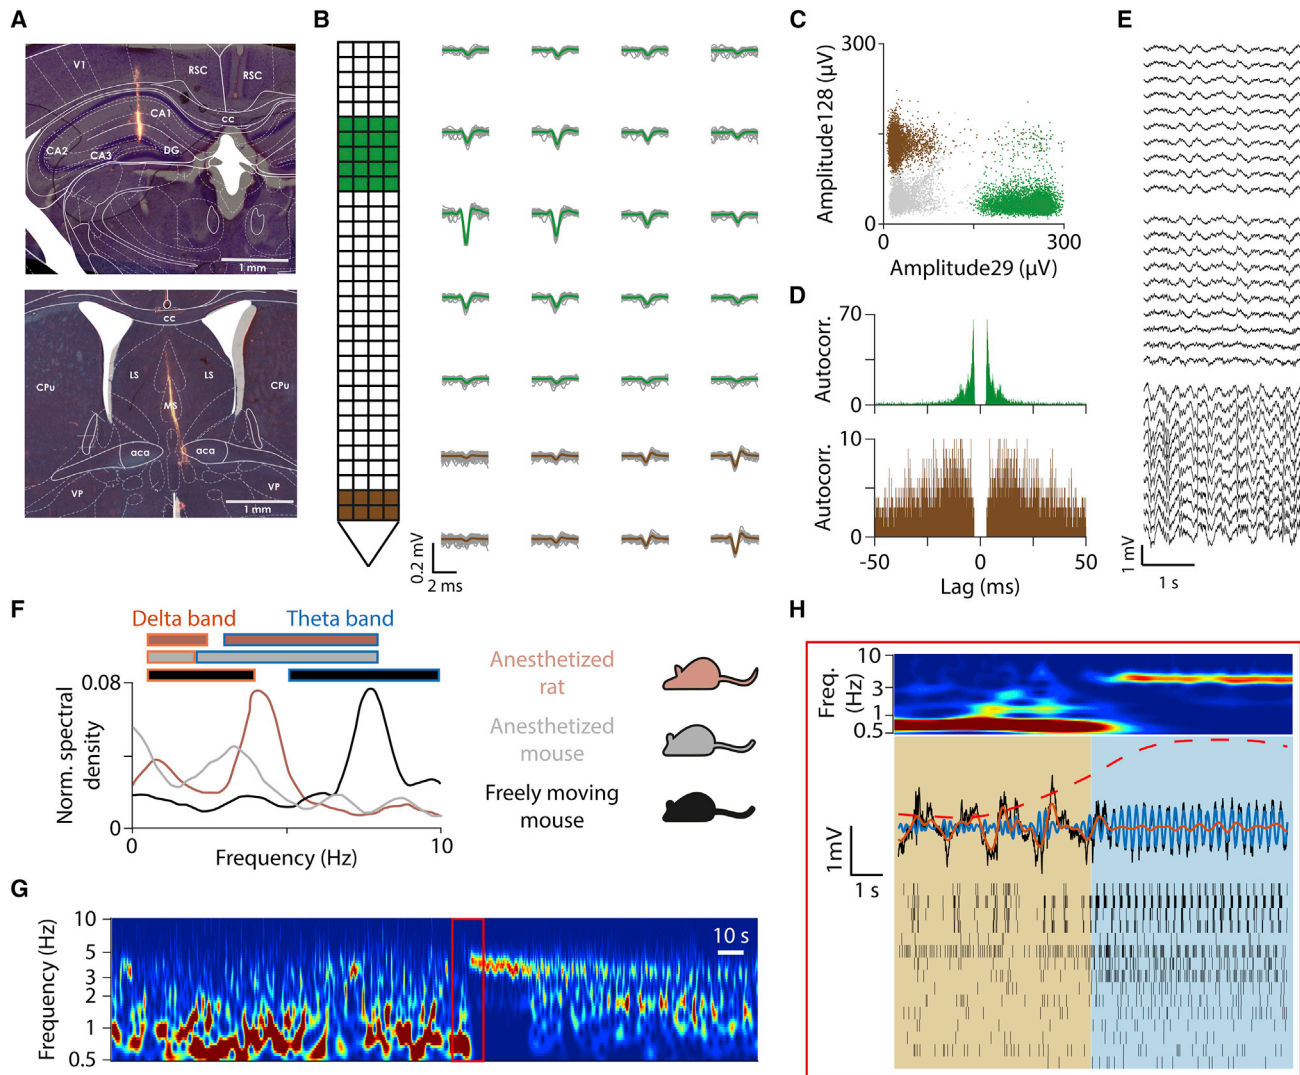 A
V1
RSC
RSC
cc
CA1
CA2
CA3
DG
1 mm
cc
CPu
LS
LS
CPu
MS
aca
aca
VP
VP
1 mm
B
0.2 mV
2 ms
C
300
Amplitude128 (μV)
0
0
300
Amplitude29 (μV)
D
70
Autocorr.
0
10
Autocorr.
0
-50
0
50
Lag (ms)
E
1 mV
1 s
F
Delta band
Theta band
0.08
Norm. spectral
density
0
0
10
Frequency (Hz)
Anesthetized
rat
Anesthetized
mouse
Freely moving
mouse
G
10
5
3
2
1
0.5
Frequency (Hz)
10 s
H
10
3
1
0.5
Freq.
(Hz)
1mV
1 s